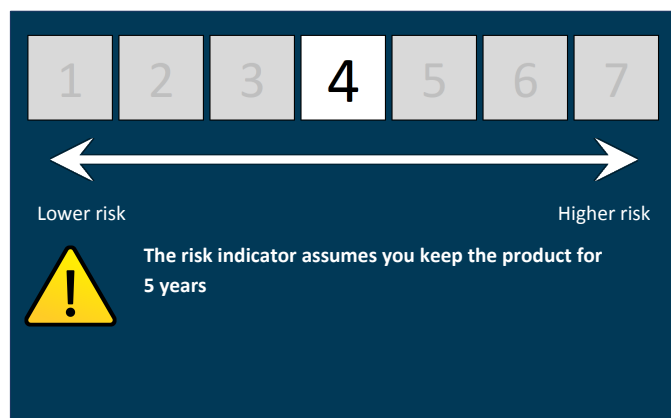 1 2 3 4 5 6 7
Lower risk Higher risk
The risk indicator assumes you keep the product for
5 years